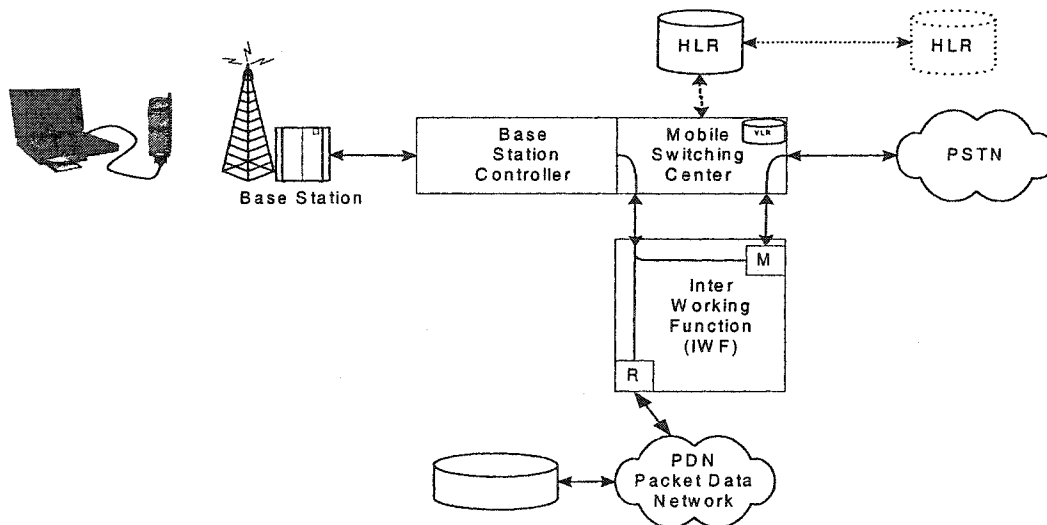 HLR
HLR
Base
Station
Controller
Mobile
Switching
Center
VLR
PSTN
Base Station
M
Inter
Working
Function
(IWF)
R
PDN
Packet Data
Network